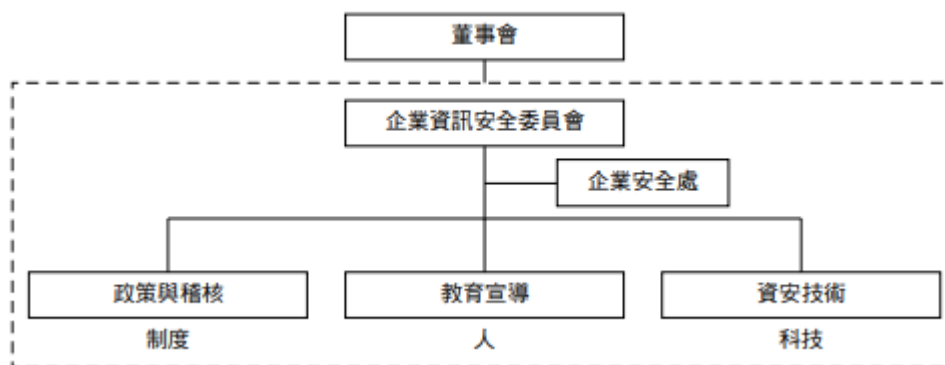 董事會
企業資訊安全委員會
企業安全處
政策與稽核
教育宣導
資安技術
制度
人
科技